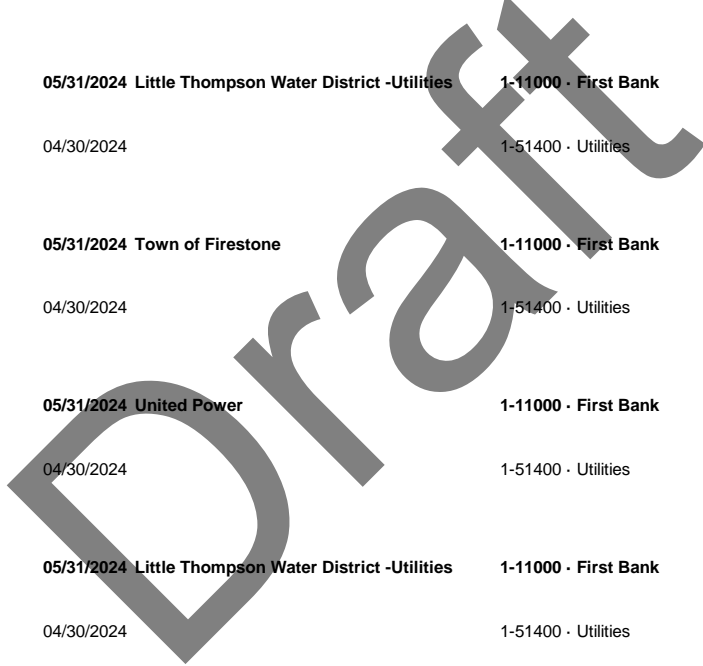 05/31/2024 Little Thompson Water District -Utilities 1-11000 · First Bank
04/30/2024 1-51400 · Utilities
05/31/2024 Town of Firestone 1-11000 · First Bank
04/30/2024 1-51400 · Utilities
05/31/2024 United Power 1-11000 · First Bank
04/30/2024 1-51400 · Utilities
05/31/2024 Little Thompson Water District -Utilities 1-11000 · First Bank
04/30/2024 1-51400 · Utilities
Draft